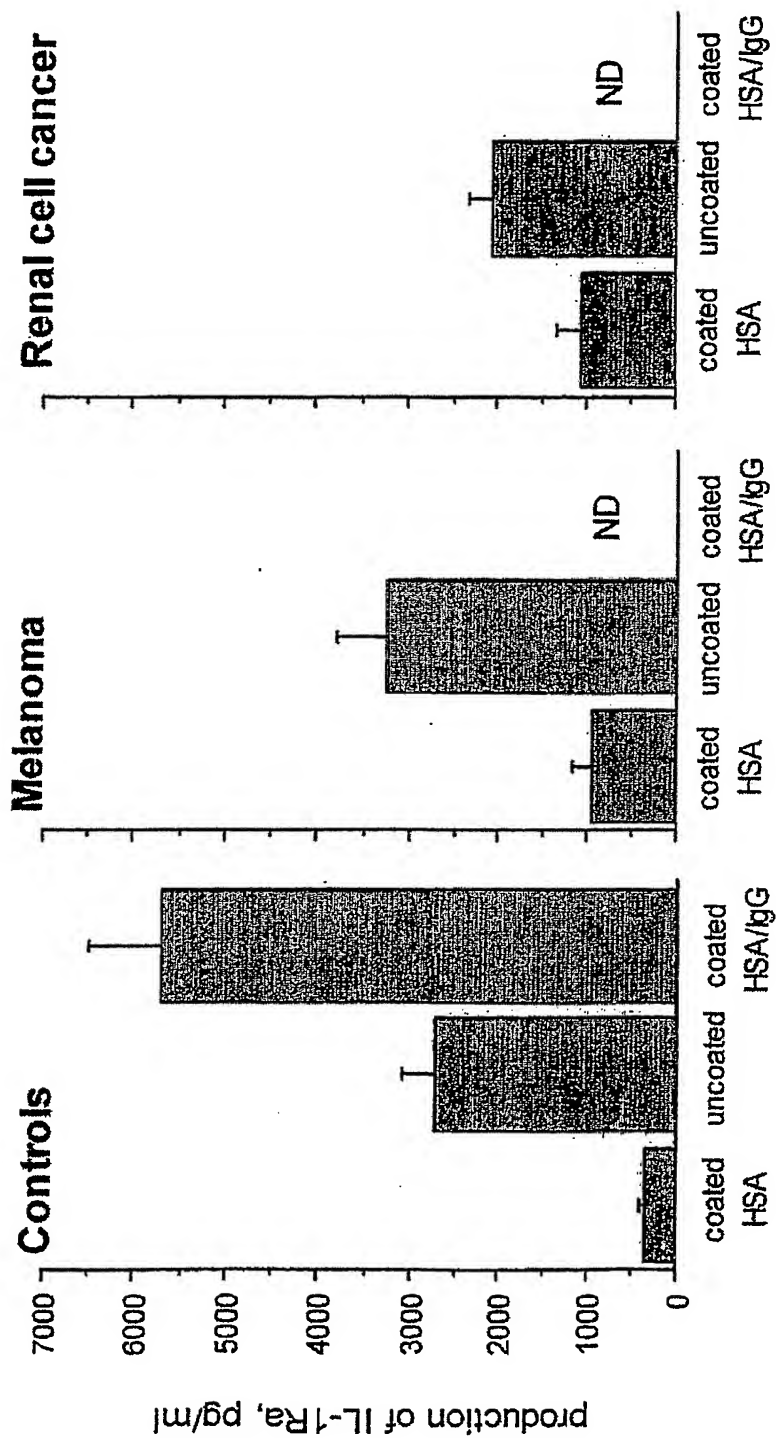 Controls
Melanoma
Renal cell cancer
production of IL-1Ra, pg/ml
7000
6000
5000
4000
3000
2000
1000
0
coated
HSA
uncoated
coated
HSA/IgG
coated
HSA
uncoated
ND
coated
HSA/IgG
coated
HSA
uncoated
ND
coated
HSA/IgG